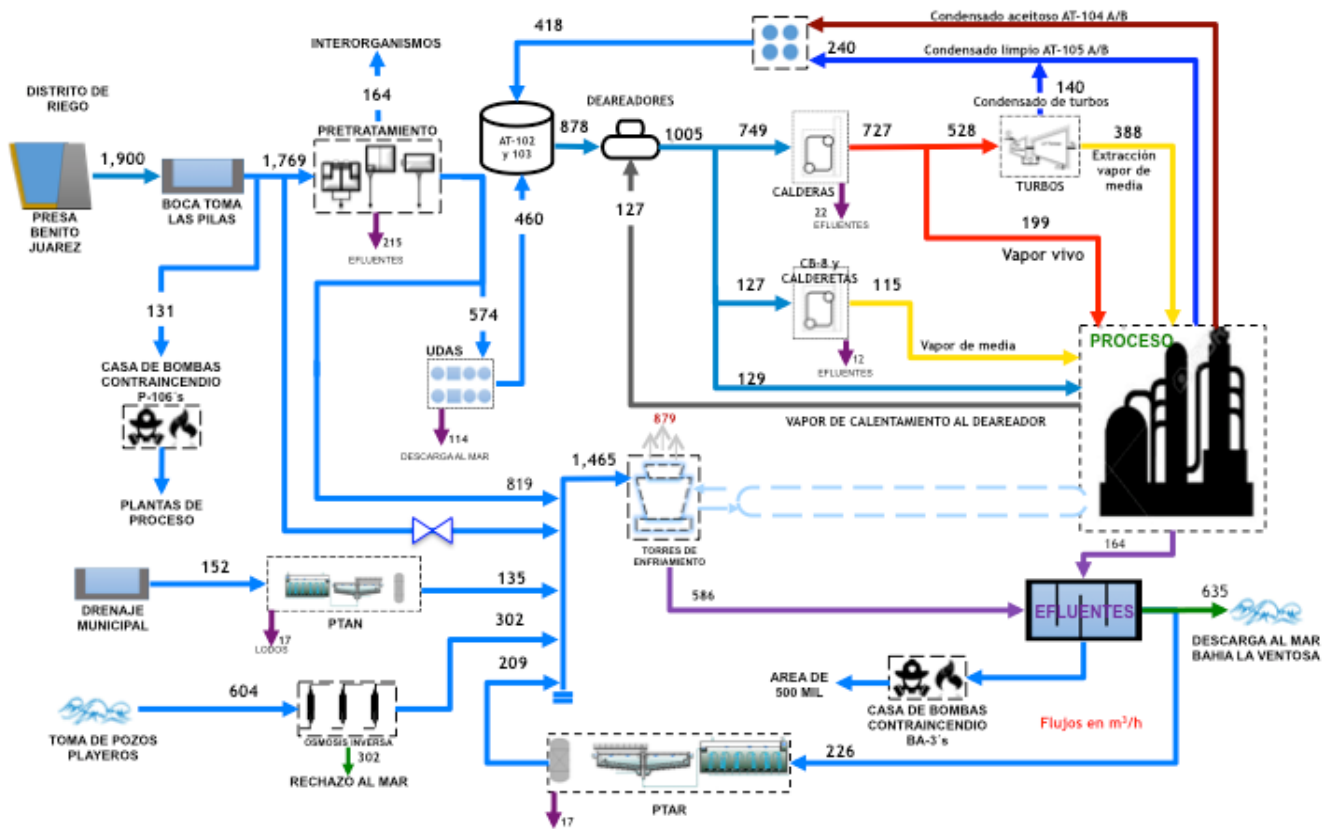 Condensado aceitoso AT-104 A/B
418
INTERORGANISMOS
240
Condensado limpio AT-105 A/B
164
140
DISTRITO DE
RIEGO
DEAREADORES
Condensado de turbos
PRETRATAMIENTO
878
1005
749
727
528
388
1,900
1,769
AT-102
y 103
Extracción
vapor de
media
BOCA TOMA
LAS PILAS
CALDERAS
TURBOS
PRESA
BENITO
JUAREZ
460
127
22
EFLUENTES
199
215
EFLUENTES
Vapor vivo
CB-8 y
CALDERETAS
131
574
127
115
UDAS
PROCESO
Vapor de media
CASA DE BOMBAS
CONTRAINCENDIO
P-106´s
12
EFLUENTES
129
879
VAPOR DE CALENTAMIENTO AL DEAREADOR
114
DESCARGA AL MAR
1,465
819
PLANTAS DE
PROCESO
TORRES DE
ENFRIAMIENTO
164
152
135
586
635
EFLUENTES
DRENAJE
MUNICIPAL
PTAN
302
17
LODOS
DESCARGA AL MAR
BAHIA LA VENTOSA
209
AREA DE
500 MIL
604
CASA DE BOMBAS
CONTRAINCENDIO
BA-3´s
Flujos en m³/h
TOMA DE POZOS
PLAYEROS
OSMOSIS INVERSA
302
226
RECHAZO AL MAR
PTAR
17